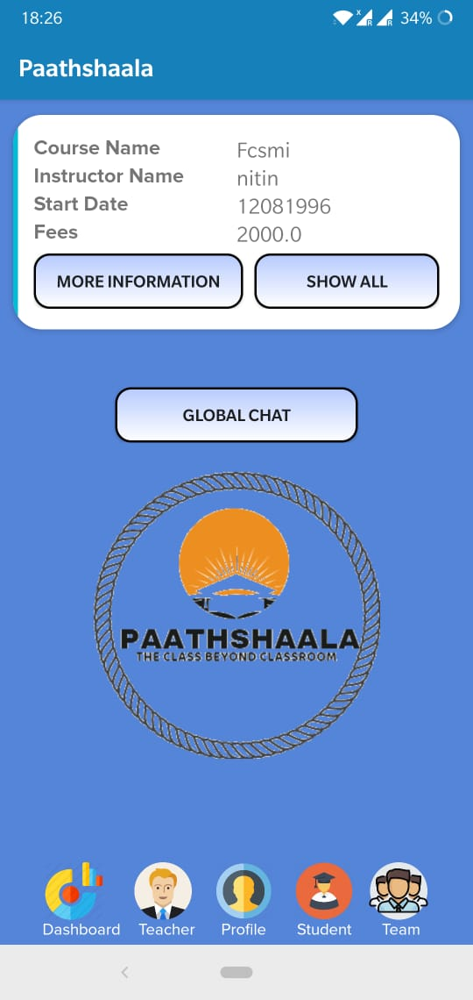 18:26 34%
Paathshaala
Course Name Fcsmi
Instructor Name nitin
Start Date 12081996
Fees 2000.0
MORE INFORMATION SHOW ALL
GLOBAL CHAT
PAATHSHAALA
THE CLASS BEYOND CLASSROOM
Dashboard Teacher Profile Student Team